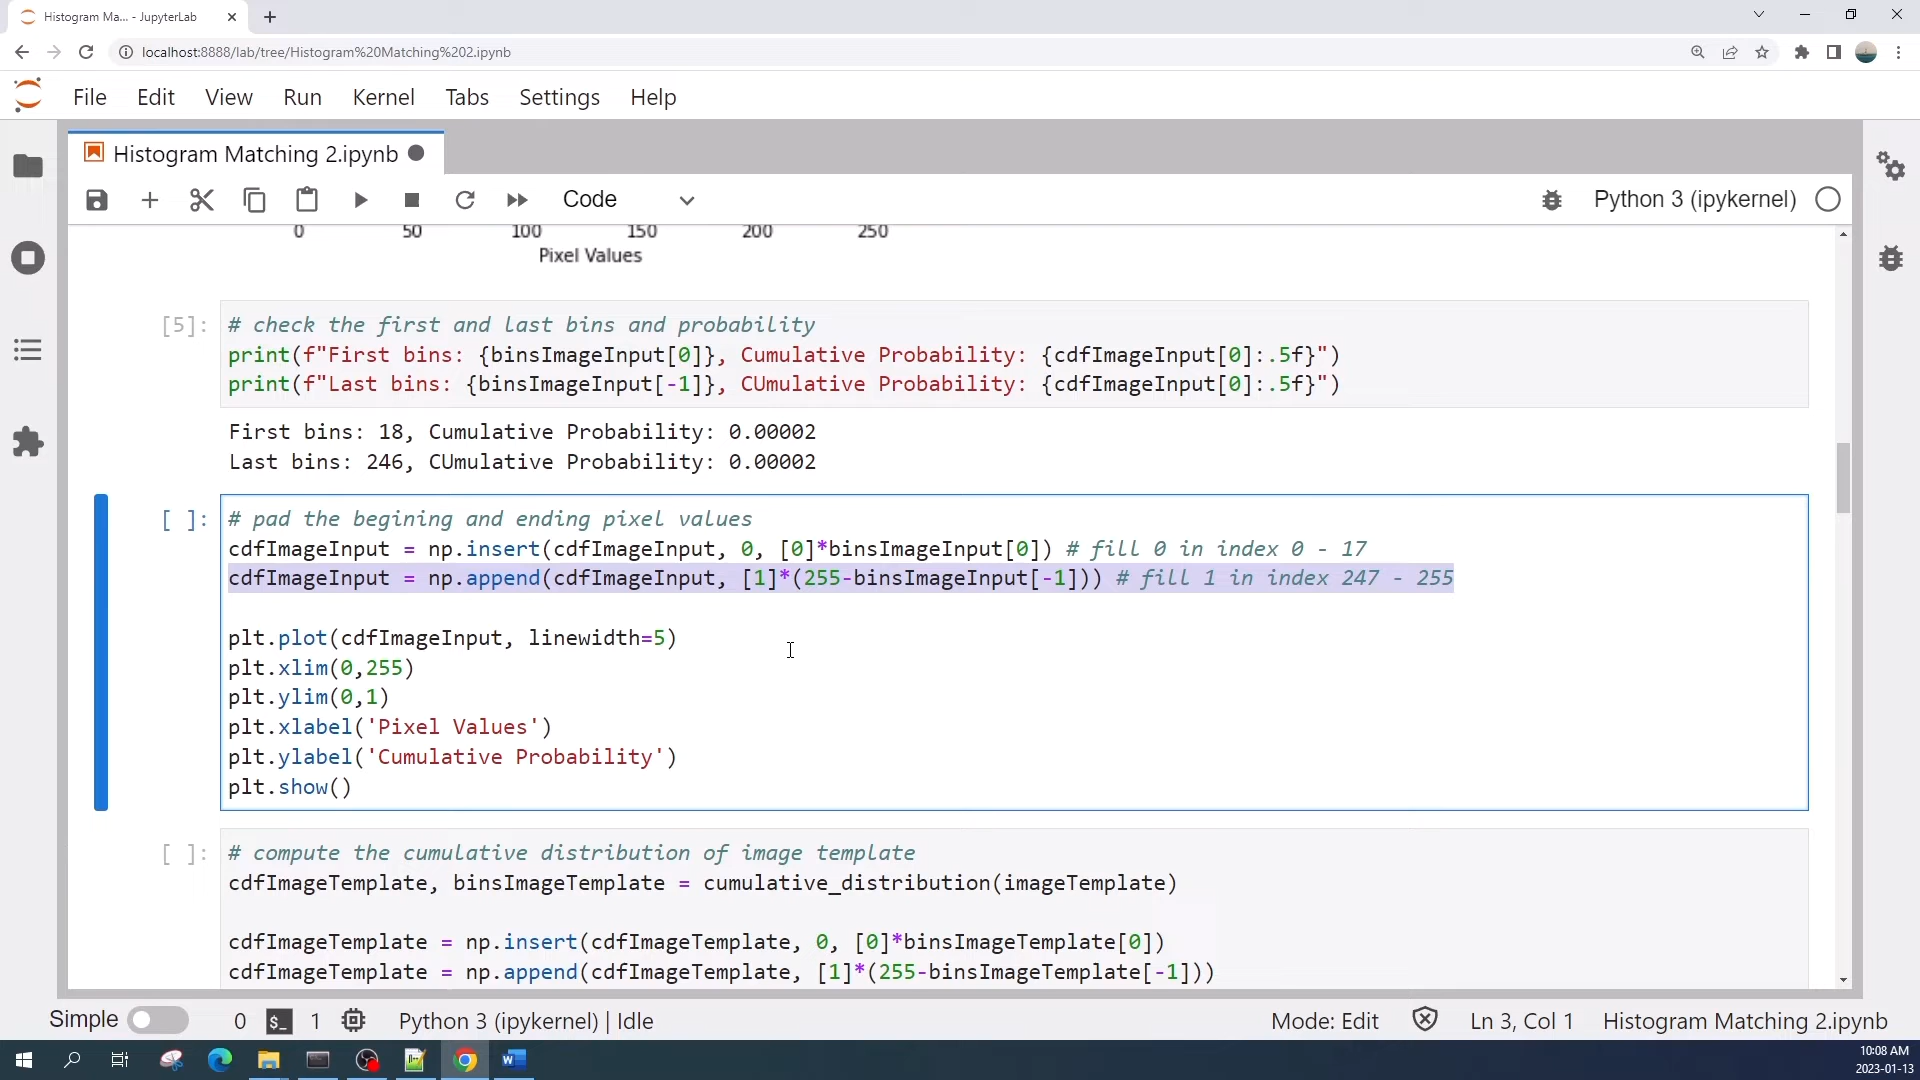 Histogram Ma... - JupyterLab
localhost:8888/lab/tree/Histogram%20Matching%202.ipynb
File Edit View Run Kernel Tabs Settings Help
Histogram Matching 2.ipynb
Code
Python 3 (ipykernel)
0 50 100 150 200 250
Pixel Values
[5]:
# check the first and last bins and probability
print(f"First bins: {binsImageInput[0]}, Cumulative Probability: {cdfImageInput[0]:.5f}")
print(f"Last bins: {binsImageInput[-1]}, CUmulative Probability: {cdfImageInput[0]:.5f}")
First bins: 18, Cumulative Probability: 0.00002
Last bins: 246, CUmulative Probability: 0.00002
[ ]:
# pad the begining and ending pixel values
cdfImageInput = np.insert(cdfImageInput, 0, [0]*binsImageInput[0]) # fill 0 in index 0 - 17
cdfImageInput = np.append(cdfImageInput, [1]*(255-binsImageInput[-1])) # fill 1 in index 247 - 255
plt.plot(cdfImageInput, linewidth=5)
plt.xlim(0,255)
plt.ylim(0,1)
plt.xlabel('Pixel Values')
plt.ylabel('Cumulative Probability')
plt.show()
[ ]:
# compute the cumulative distribution of image template
cdfImageTemplate, binsImageTemplate = cumulative_distribution(imageTemplate)
cdfImageTemplate = np.insert(cdfImageTemplate, 0, [0]*binsImageTemplate[0])
cdfImageTemplate = np.append(cdfImageTemplate, [1]*(255-binsImageTemplate[-1]))
Simple 0 $_ 1 Python 3 (ipykernel) | Idle Mode: Edit Ln 3, Col 1 Histogram Matching 2.ipynb
10:08 AM
2023-01-13